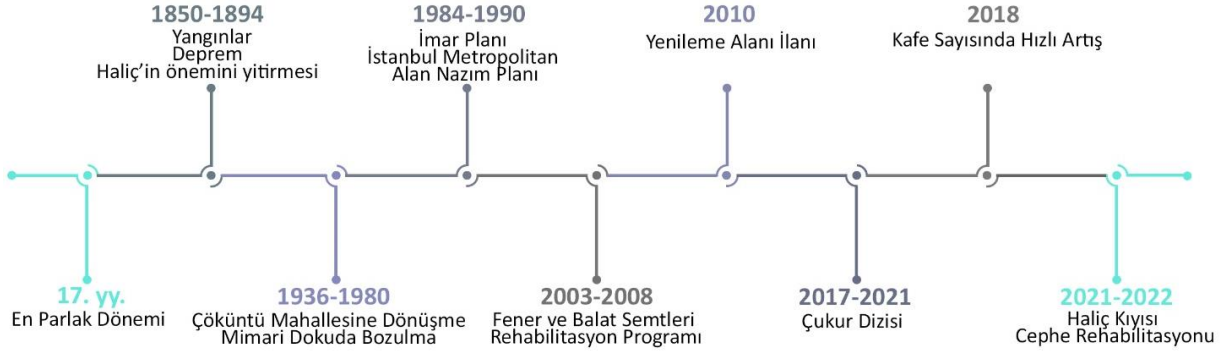 17. yy.
En Parlak Dönemi
1850-1894
Yangınlar
Deprem
Haliç’in önemini yitirmesi
1936-1980
Çöküntü Mahallesine Dönüşme
Mimari Dokuda Bozulma
1984-1990
İmar Planı
İstanbul Metropolitan
Alan Nazım Planı
2003-2008
Fener ve Balat Semtleri
Rehabilitasyon Programı
2010
Yenileme Alanı İlanı
2017-2021
Çukur Dizisi
2018
Kafe Sayısında Hızlı Artış
2021-2022
Haliç Kıyısı
Cephe Rehabilitasyonu